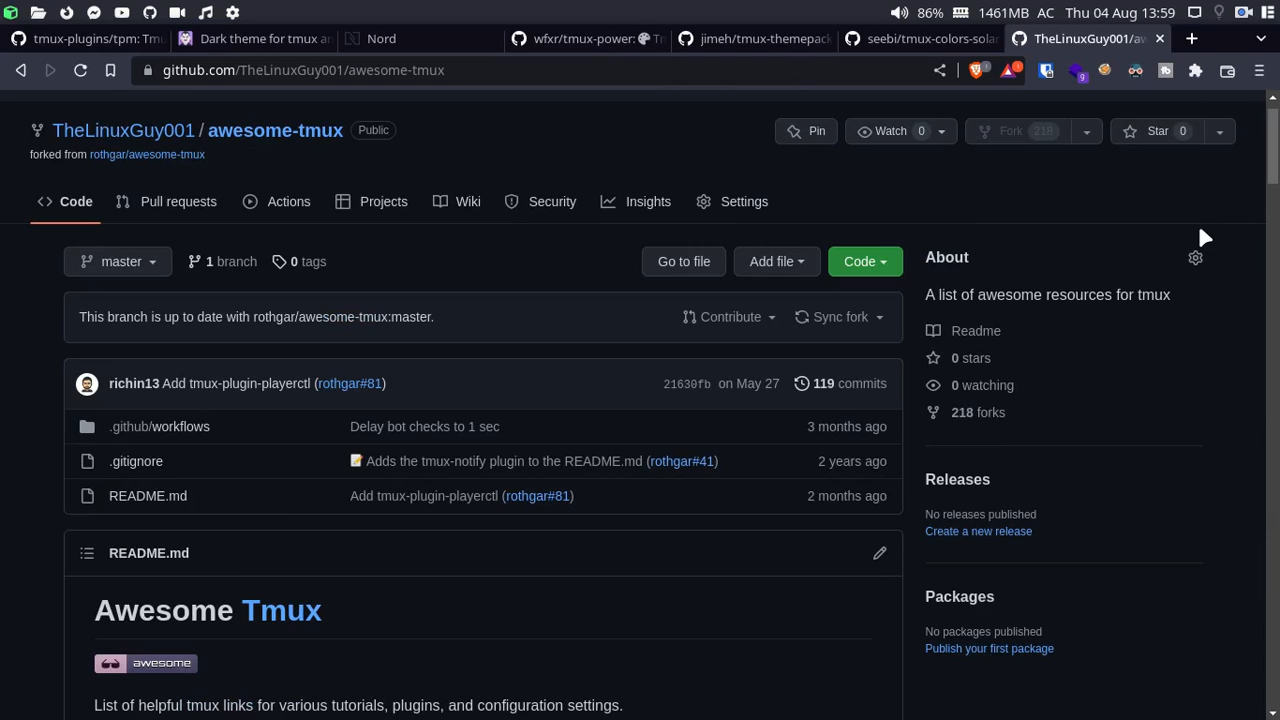 86% 1461MB AC Thu 04 Aug 13:59
tmux-plugins/tpm: Tmu Dark theme for tmux an Nord wfxr/tmux-power: 🎨 Tm jimeh/tmux-themepack seebi/tmux-colors-solar TheLinuxGuy001/aw
github.com/TheLinuxGuy001/awesome-tmux 9
TheLinuxGuy001 / awesome-tmux Public Pin Watch 0 Fork 218 Star 0
forked from rothgar/awesome-tmux
Code Pull requests Actions Projects Wiki Security Insights Settings
master 1 branch 0 tags Go to file Add file Code
About
A list of awesome resources for tmux
This branch is up to date with rothgar/awesome-tmux:master. Contribute Sync fork
Readme
0 stars
richin13 Add tmux-plugin-playerctl (rothgar#81) 21630fb on May 27 119 commits
0 watching
218 forks
.github/workflows Delay bot checks to 1 sec 3 months ago
.gitignore 📝 Adds the tmux-notify plugin to the README.md (rothgar#41) 2 years ago
README.md Add tmux-plugin-playerctl (rothgar#81) 2 months ago
Releases
No releases published
Create a new release
README.md
Packages
No packages published
Publish your first package
Awesome Tmux
awesome
List of helpful tmux links for various tutorials, plugins, and configuration settings.